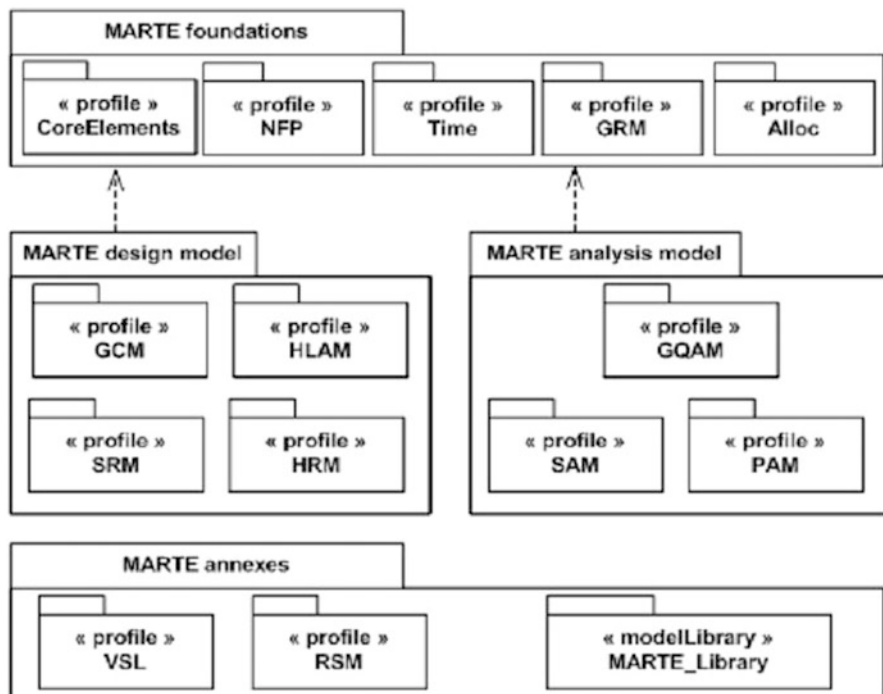 MARTE foundations
« profile »
CoreElements
« profile »
NFP
« profile »
Time
« profile »
GRM
« profile »
Alloc
MARTE design model
« profile »
GCM
« profile »
HLAM
« profile »
SRM
« profile »
HRM
MARTE analysis model
« profile »
GQAM
« profile »
SAM
« profile »
PAM
MARTE annexes
« profile »
VSL
« profile »
RSM
« modelLibrary »
MARTE_Library